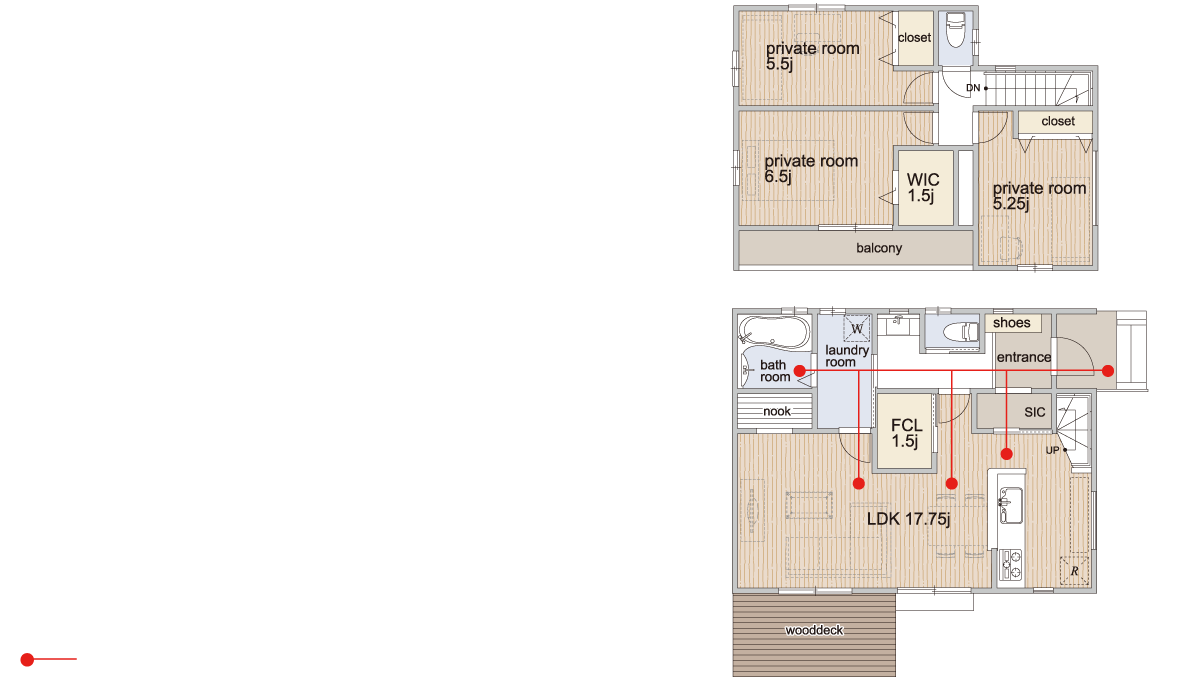 private room
5.5j
closet
DN
closet
private room
6.5j
WIC
1.5j
private room
5.25j
balcony
W
shoes
laundry
room
entrance
bath
room
nook
SIC
FCL
1.5j
UP
LDK 17.75j
R
wooddeck